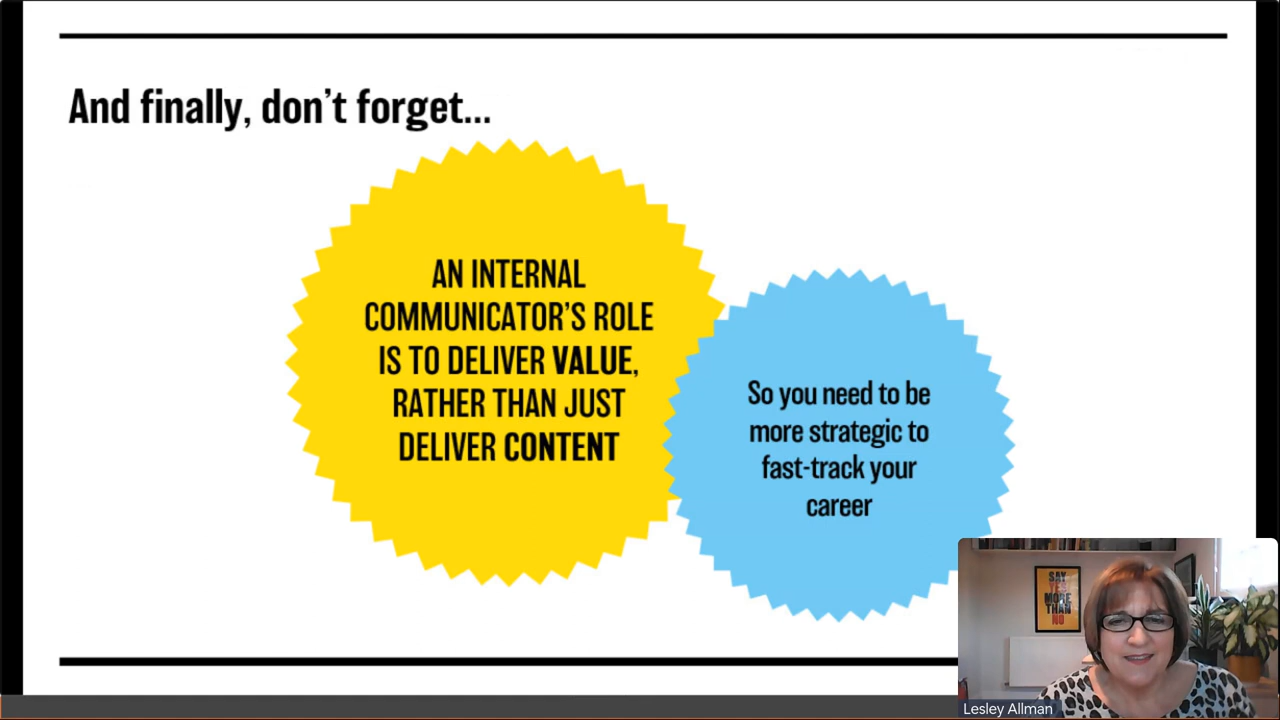 And finally, don’t forget...
AN INTERNAL
COMMUNICATOR’S ROLE
IS TO DELIVER VALUE,
RATHER THAN JUST
DELIVER CONTENT
So you need to be
more strategic to
fast-track your
career
SAY
YES
MORE
THAN
NO
Lesley Allman